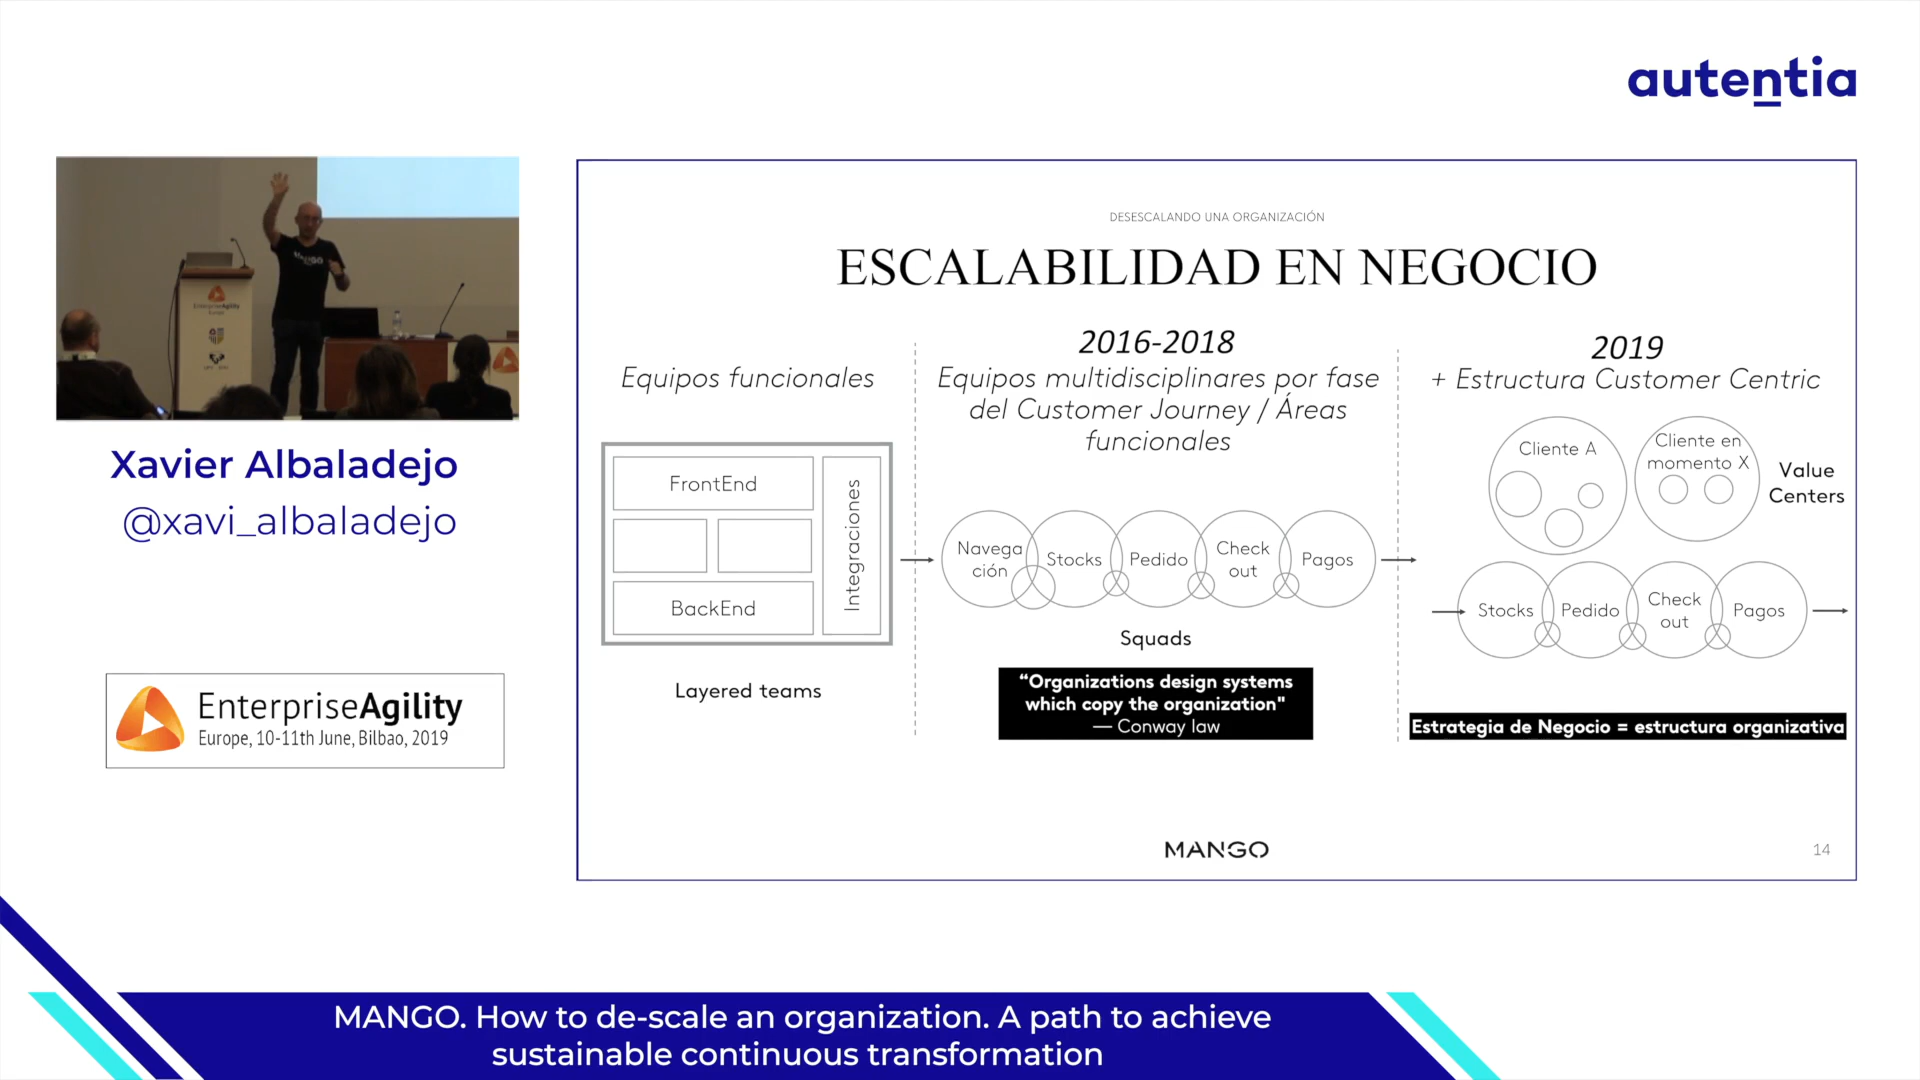 autentia
MANGO
EnterpriseAgility
Xavier Albaladejo
@xavi_albaladejo
EnterpriseAgility
Europe, 10-11th June, Bilbao, 2019
DESESCALANDO UNA ORGANIZACIÓN
ESCALABILIDAD EN NEGOCIO
Equipos funcionales
FrontEnd
BackEnd
Integraciones
Layered teams
2016-2018
Equipos multidisciplinares por fase
del Customer Journey / Áreas
funcionales
Navega
ción
Stocks
Pedido
Check
out
Pagos
Squads
“Organizations design systems
which copy the organization"
— Conway law
2019
+ Estructura Customer Centric
Cliente A
Cliente en
momento X
Value
Centers
Stocks
Pedido
Check
out
Pagos
Estrategia de Negocio = estructura organizativa
MANGO
14
MANGO. How to de-scale an organization. A path to achieve
sustainable continuous transformation